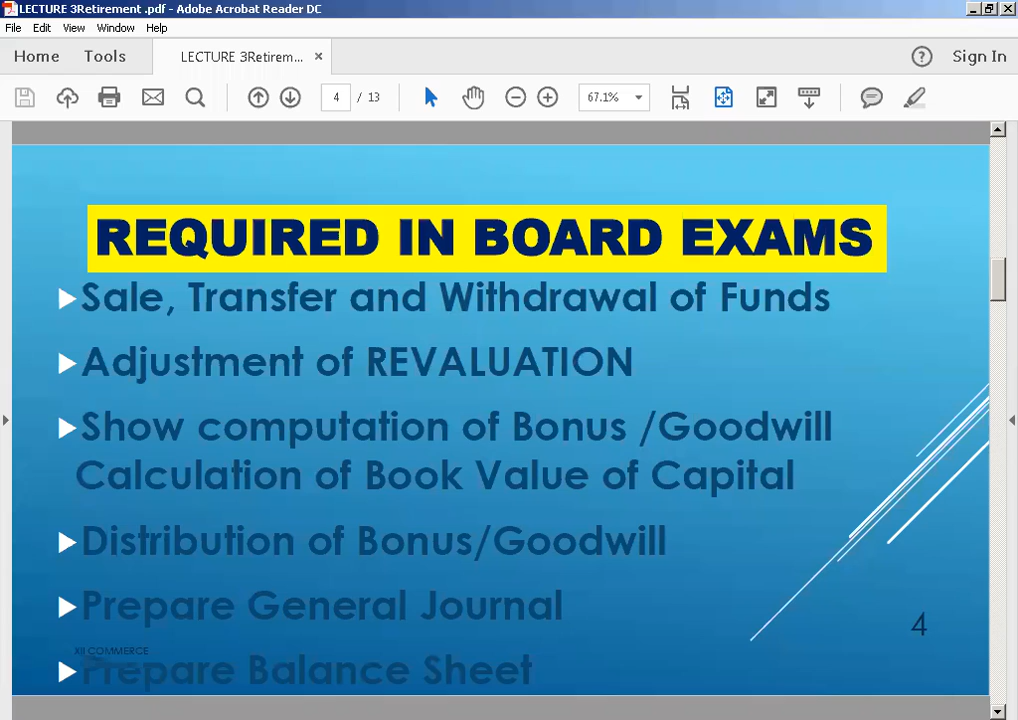 LECTURE 3Retirement .pdf - Adobe Acrobat Reader DC
File Edit View Window Help
Home Tools LECTURE 3Retirem... × Sign In
4 / 13 67.1%
REQUIRED IN BOARD EXAMS
Sale, Transfer and Withdrawal of Funds
Adjustment of REVALUATION
Show computation of Bonus /Goodwill
Calculation of Book Value of Capital
Distribution of Bonus/Goodwill
Prepare General Journal
4
XII COMMERCE
Prepare Balance Sheet